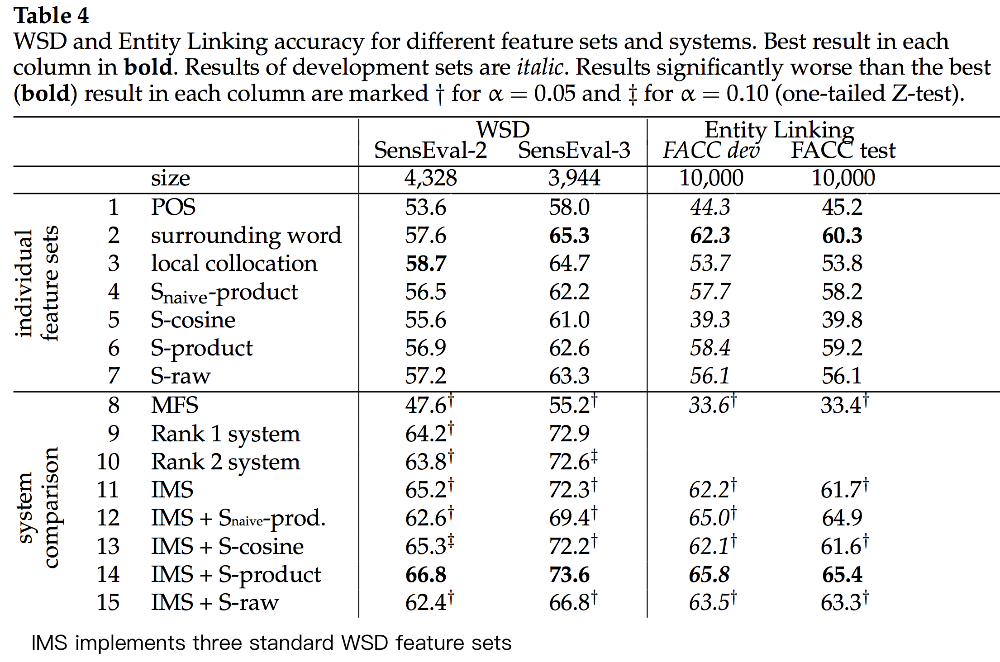 Table 4
WSD and Entity Linking accuracy for different feature sets and systems. Best result in each
column in bold. Results of development sets are italic. Results significantly worse than the best
(bold) result in each column are marked † for α = 0.05 and ‡ for α = 0.10 (one-tailed Z-test).
WSD Entity Linking
SensEval-2 SensEval-3 FACC dev FACC test
size 4,328 3,944 10,000 10,000
individual
feature sets
1 POS 53.6 58.0 44.3 45.2
2 surrounding word 57.6 65.3 62.3 60.3
3 local collocation 58.7 64.7 53.7 53.8
4 Snaive-product 56.5 62.2 57.7 58.2
5 S-cosine 55.6 61.0 39.3 39.8
6 S-product 56.9 62.6 58.4 59.2
7 S-raw 57.2 63.3 56.1 56.1
system
comparison
8 MFS 47.6† 55.2† 33.6† 33.4†
9 Rank 1 system 64.2† 72.9
10 Rank 2 system 63.8† 72.6‡
11 IMS 65.2† 72.3† 62.2† 61.7†
12 IMS + Snaive-prod. 62.6† 69.4† 65.0† 64.9
13 IMS + S-cosine 65.3‡ 72.2† 62.1† 61.6†
14 IMS + S-product 66.8 73.6 65.8 65.4
15 IMS + S-raw 62.4† 66.8† 63.5† 63.3†
IMS implements three standard WSD feature sets